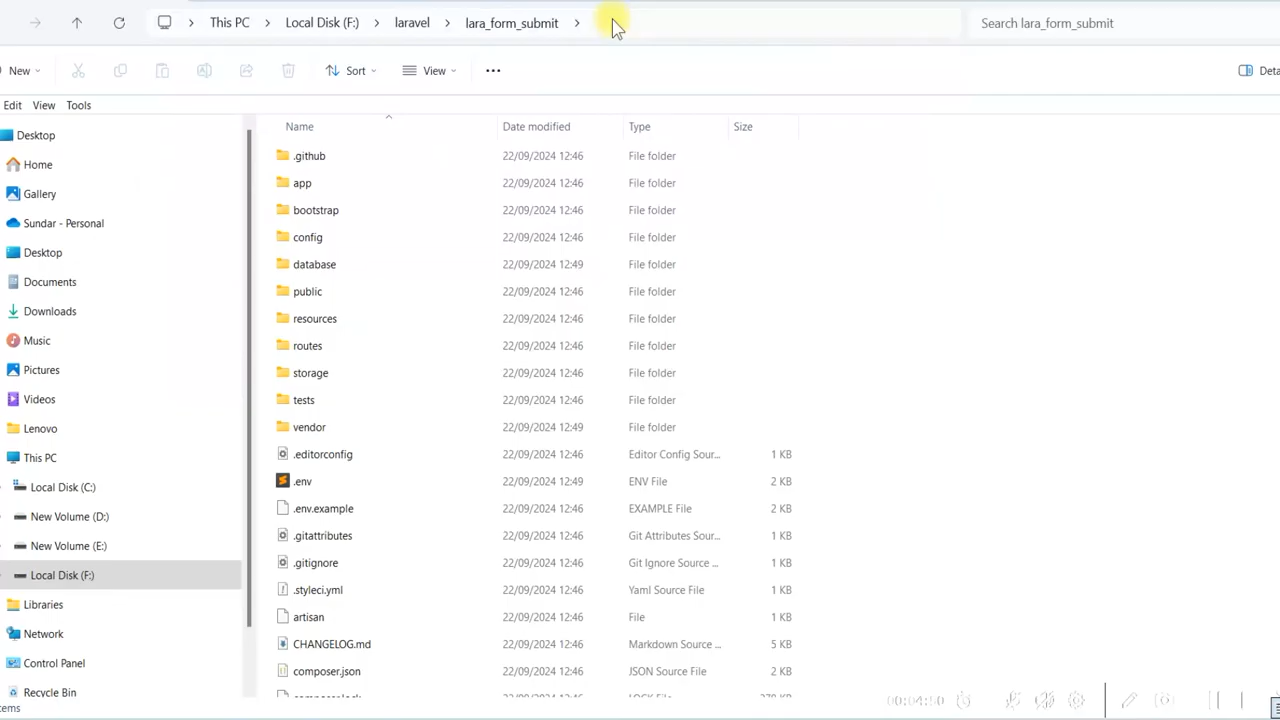 This PC > Local Disk (F:) > laravel > lara_form_submit >
Search lara_form_submit
New
Sort
View
Deta
Edit View Tools
Desktop
Home
Gallery
Sundar - Personal
Desktop
Documents
Downloads
Music
Pictures
Videos
Lenovo
This PC
Local Disk (C:)
New Volume (D:)
New Volume (E:)
Local Disk (F:)
Libraries
Network
Control Panel
Recycle Bin
ems
Name Date modified Type Size
.github 22/09/2024 12:46 File folder
app 22/09/2024 12:46 File folder
bootstrap 22/09/2024 12:46 File folder
config 22/09/2024 12:46 File folder
database 22/09/2024 12:49 File folder
public 22/09/2024 12:46 File folder
resources 22/09/2024 12:46 File folder
routes 22/09/2024 12:46 File folder
storage 22/09/2024 12:46 File folder
tests 22/09/2024 12:46 File folder
vendor 22/09/2024 12:49 File folder
.editorconfig 22/09/2024 12:46 Editor Config Sour... 1 KB
.env 22/09/2024 12:49 ENV File 2 KB
.env.example 22/09/2024 12:46 EXAMPLE File 2 KB
.gitattributes 22/09/2024 12:46 Git Attributes Sour... 1 KB
.gitignore 22/09/2024 12:46 Git Ignore Source ... 1 KB
.styleci.yml 22/09/2024 12:46 Yaml Source File 1 KB
artisan 22/09/2024 12:46 File 2 KB
CHANGELOG.md 22/09/2024 12:46 Markdown Source ... 5 KB
composer.json 22/09/2024 12:46 JSON Source File 2 KB
00:04:50